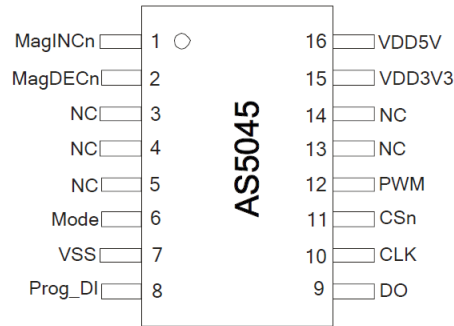 MagINCn 1 16 VDD5V
MagDECn 2 15 VDD3V3
NC 3 14 NC
NC 4 13 NC
NC 5 12 PWM
Mode 6 11 CSn
VSS 7 10 CLK
Prog_DI 8 9 DO
AS5045